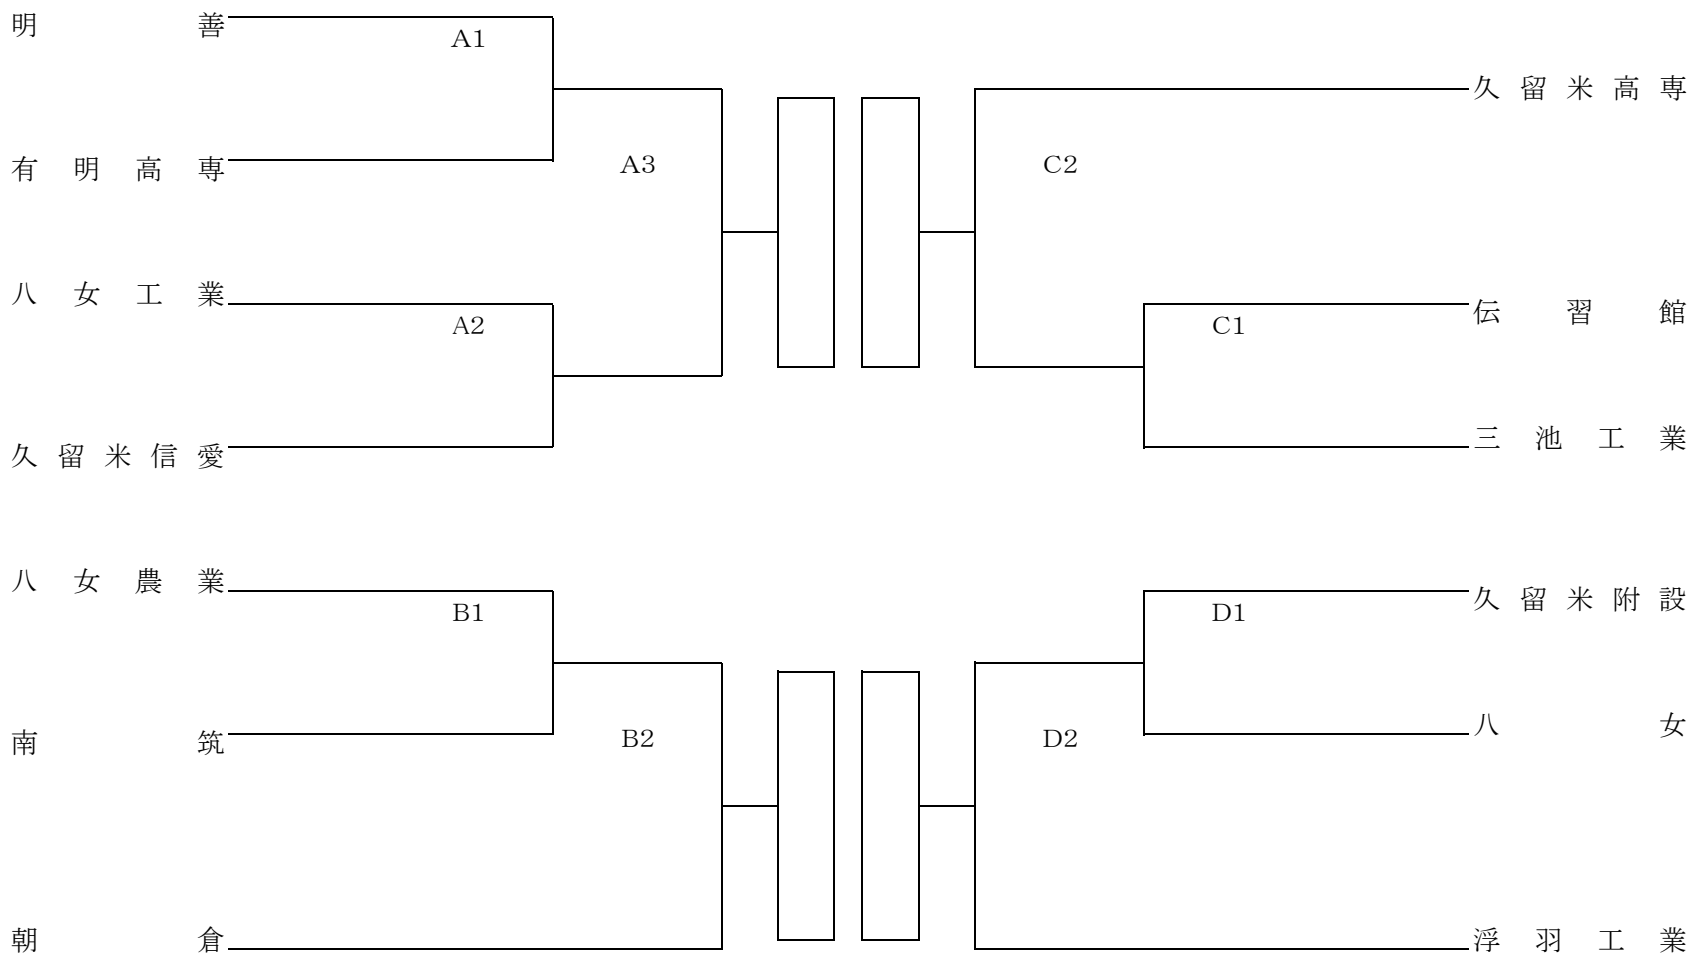 明善
A1
久留米高専
有明高専
A3
C2
八女工業
A2
伝習館
C1
久留米信愛
三池工業
八女農業
B1
久留米附設
D1
南筑
B2
D2
八女
朝倉
浮羽工業